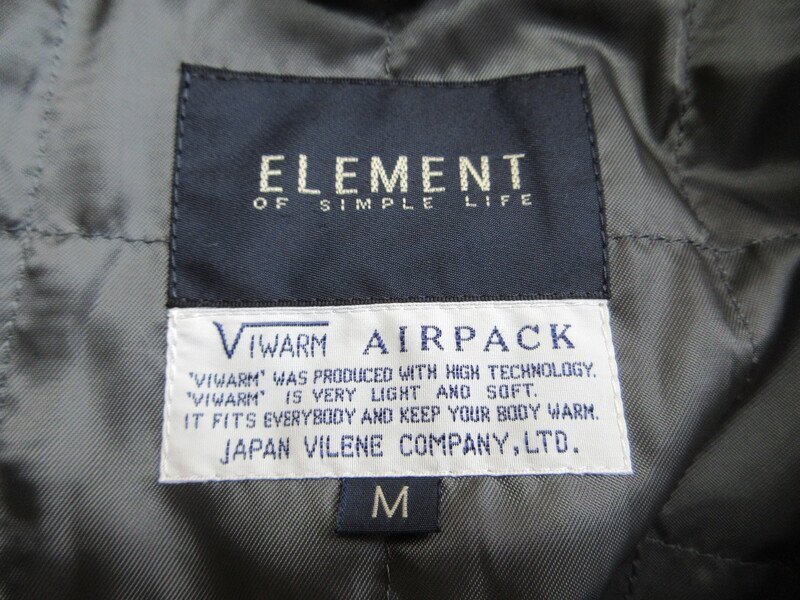 ELEMENT
OF SIMPLE LIFE
VIWARM AIRPACK
"VIWARM" WAS PRODUCED WITH HIGH TECHNOLOGY.
"VIWARM" IS VERY LIGHT AND SOFT.
IT FITS EVERYBODY AND KEEP YOUR BODY WARM.
JAPAN VILENE COMPANY, LTD.
M